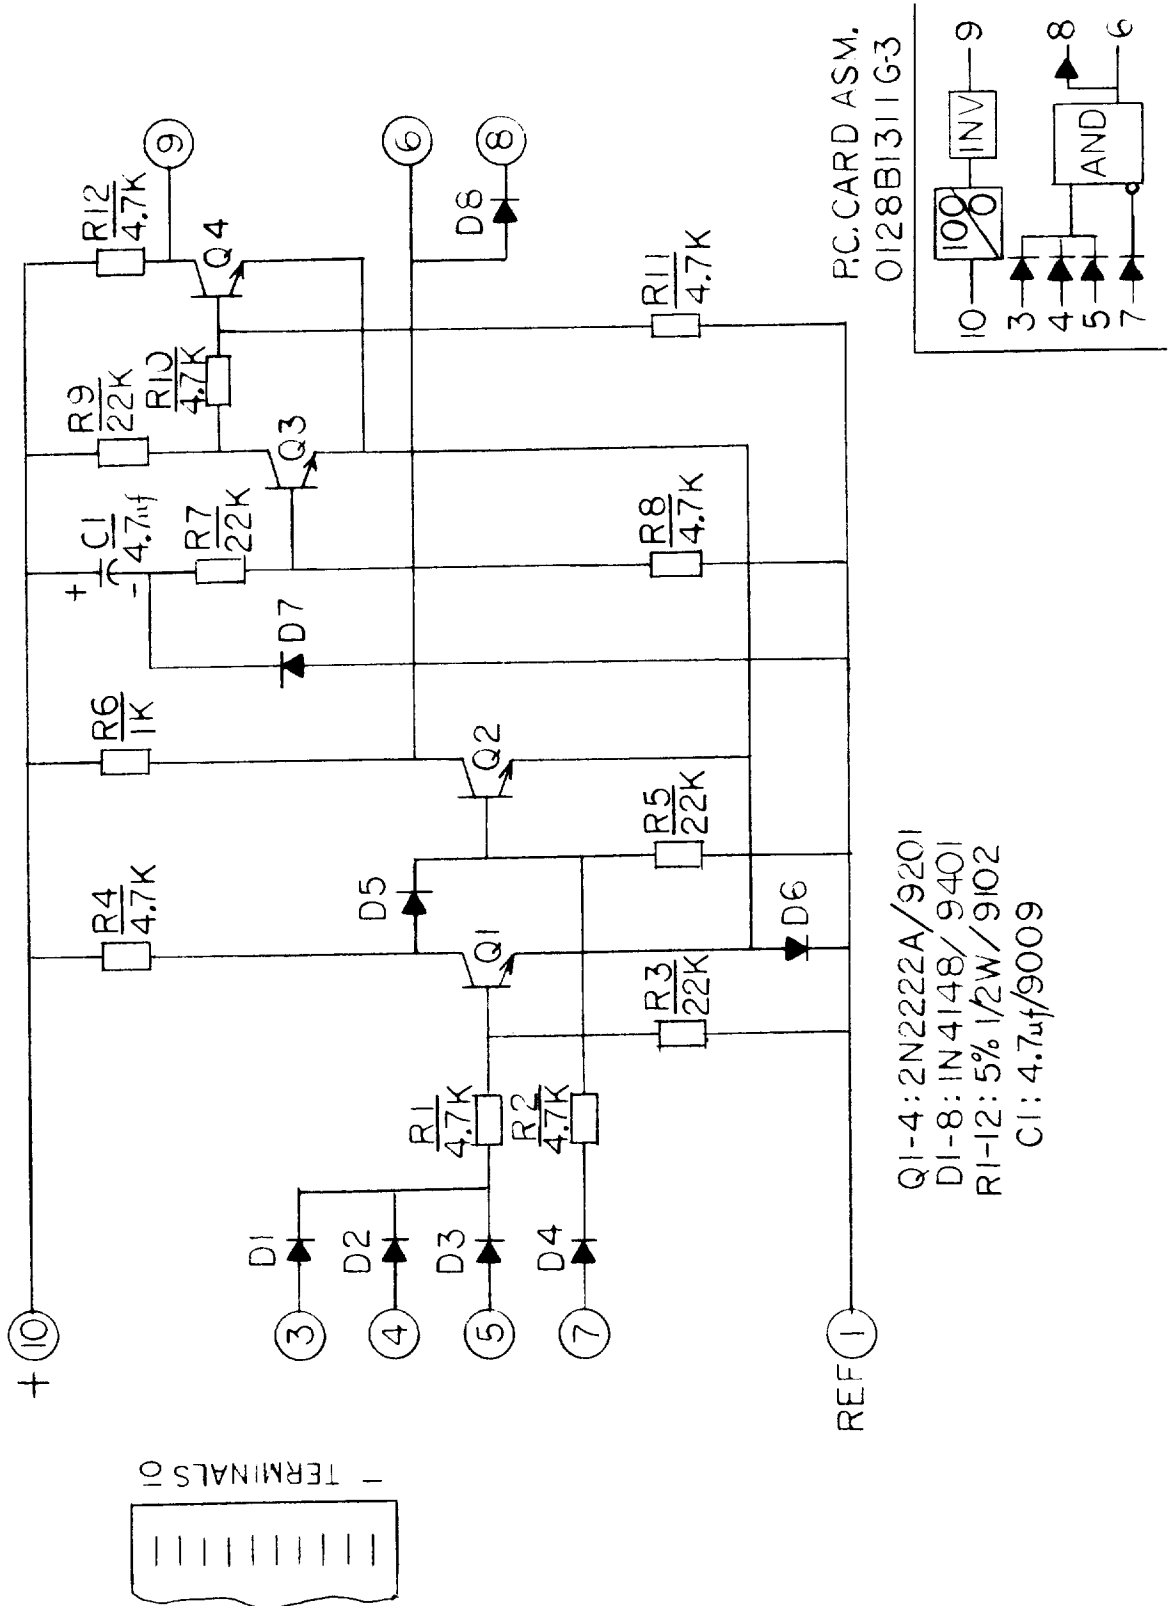 + 10
R4
4.7K
R6
1K
+
-
C1
4.7uf
R9
22K
R12
4.7K
9
R7
22K
R10
4.7K
Q4
D7
Q3
6
D8
8
3
4
5
7
D1
D2
D3
D4
R1
4.7K
R2
4.7K
D5
Q1
Q2
R3
22K
R5
22K
R8
4.7K
R11
4.7K
D6
REF 1
1 TERMINALS 10
Q1-4: 2N2222A/9201
D1-8: IN4148/9401
R1-12: 5% 1/2W/9102
C1: 4.7uf/9009
P.C. CARD ASM.
0128B1311G-3
10
100
0
INV
9
3
4
5
7
AND
8
6